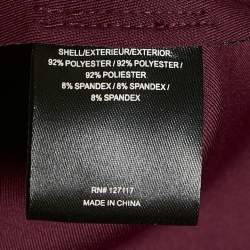 SHELL/EXTERIEUR/EXTERIOR:
92% POLYESTER / 92% POLYESTER
/ 92% POLIESTER
8% SPANDEX / 8% SPANDEX /
/ 8% SPANDEX
RN# 127117
MADE IN CHINA